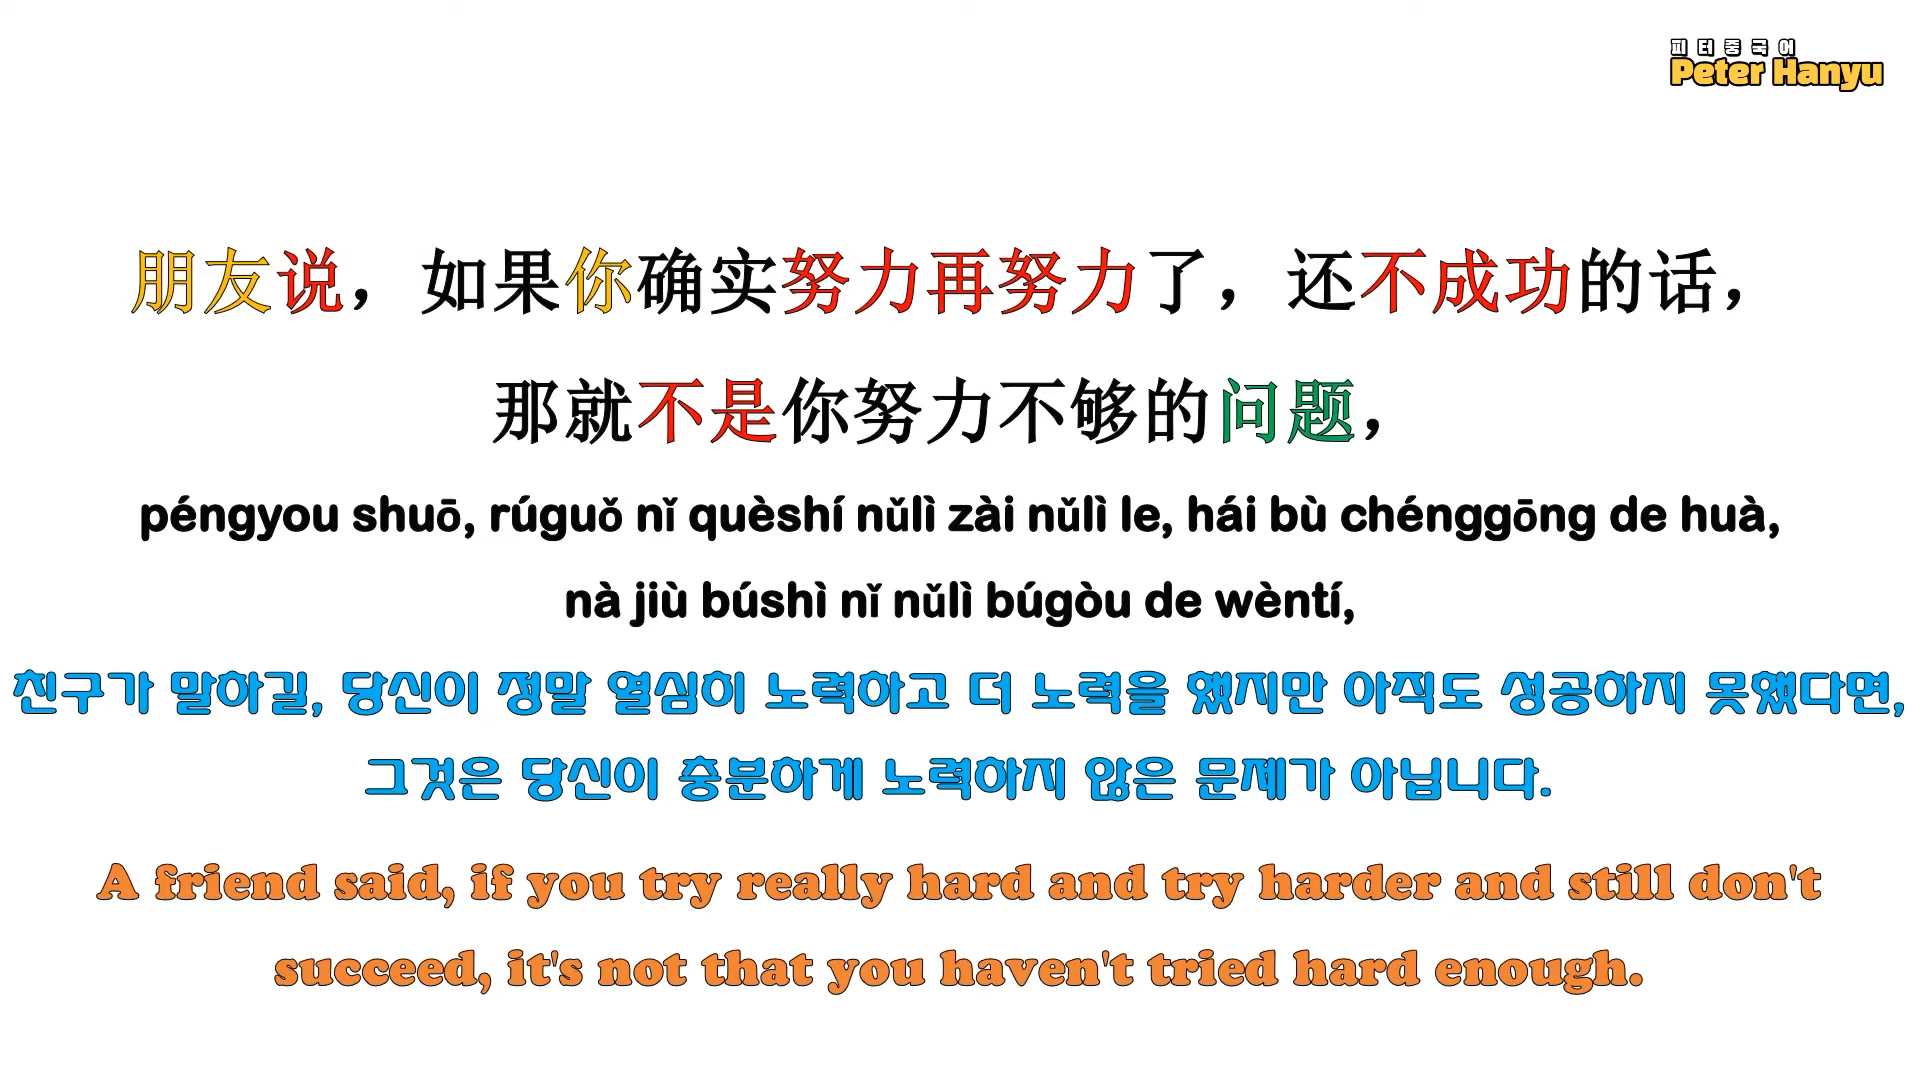 피터중국어
Peter Hanyu
朋友说，如果你确实努力再努力了，还不成功的话，
那就不是你努力不够的问题，
péngyou shuō, rúguǒ nǐ quèshí nǔlì zài nǔlì le, hái bù chénggōng de huà,
nà jiù búshì nǐ nǔlì búgòu de wèntí,
친구가 말하길, 당신이 정말 열심히 노력하고 더 노력을 했지만 아직도 성공하지 못했다면,
그것은 당신이 충분하게 노력하지 않은 문제가 아닙니다.
A friend said, if you try really hard and try harder and still don't
succeed, it's not that you haven't tried hard enough.